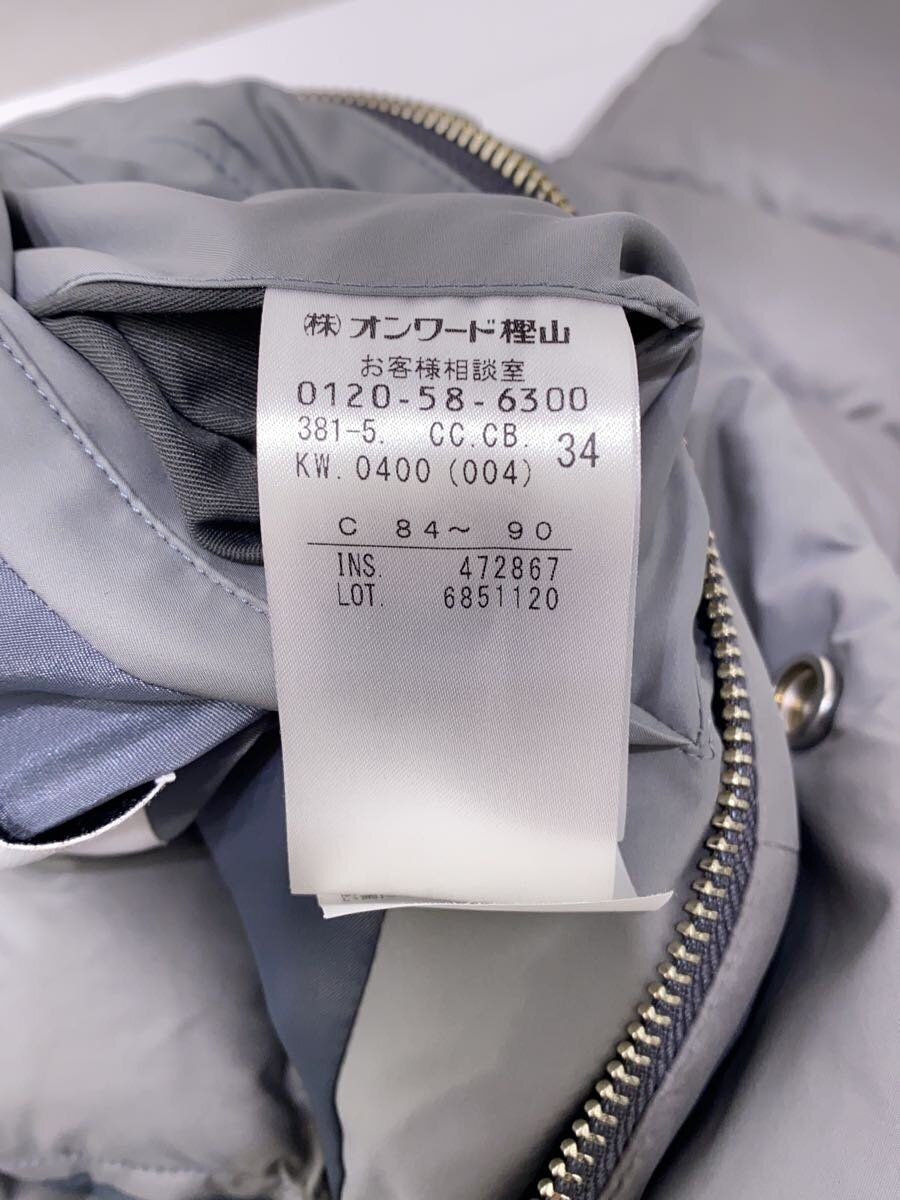 (株)オンワード樫山
お客様相談室
0120-58-6300
381-5. CC.CB. 34
KW.0400(004)
C 84～ 90
INS. 472867
LOT. 6851120